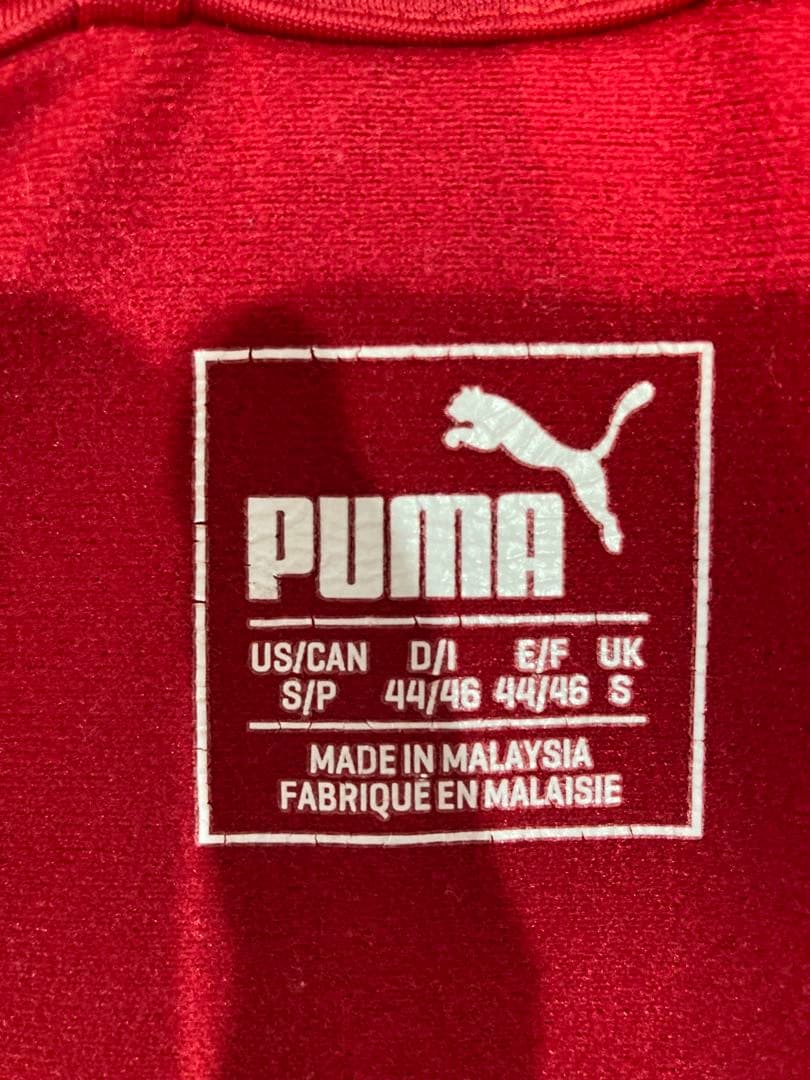 PUMA
US/CAN D/I E/F UK
S/P 44/46 44/46 S
MADE IN MALAYSIA
FABRIQUÉ EN MALAISIE